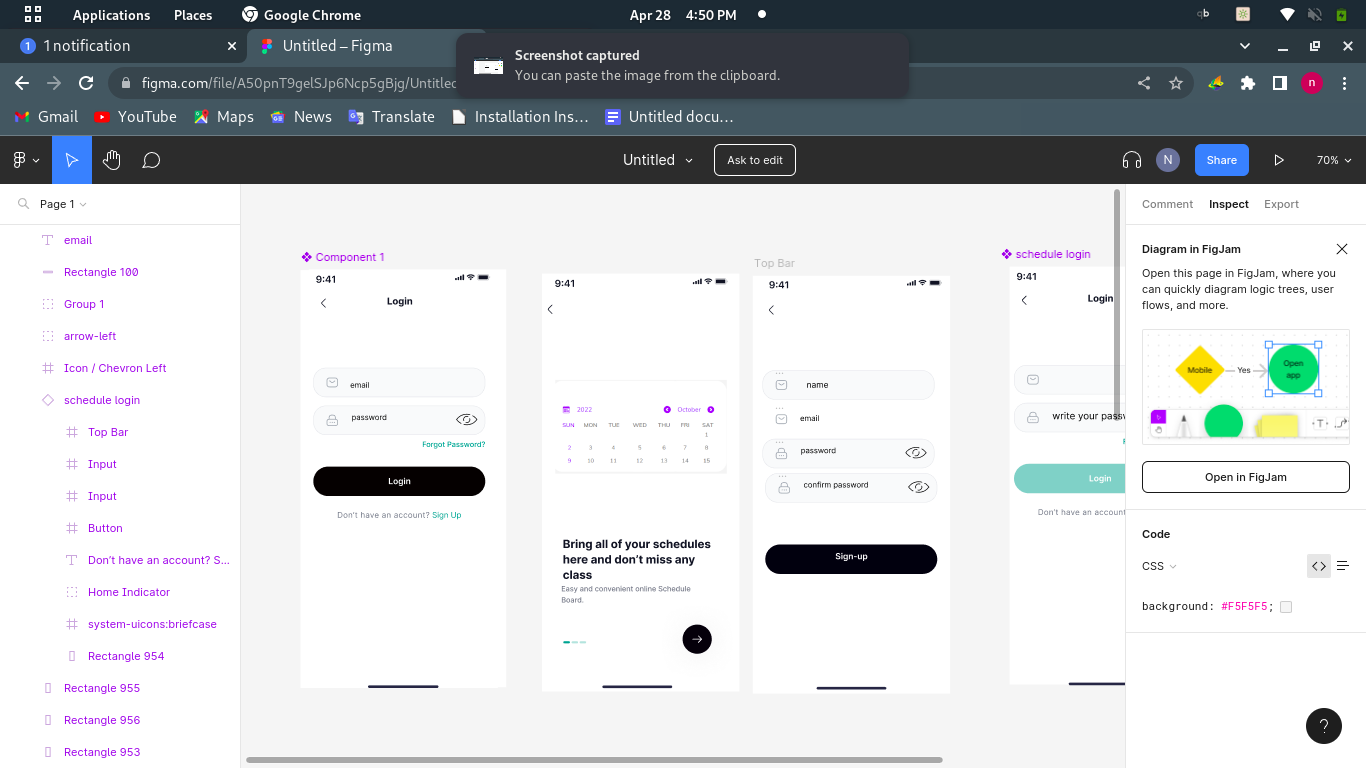 Applications Places Google Chrome Apr 28 4:50 PM qb
1 1 notification Untitled – Figma
Screenshot captured
You can paste the image from the clipboard.
figma.com/file/A50pnT9gelSJp6Ncp5gBjg/Untitled n
Gmail YouTube Maps News Translate Installation Ins... Untitled docu...
Untitled Ask to edit N Share 70%
Page 1
email
Rectangle 100
Group 1
arrow-left
Icon / Chevron Left
schedule login
Top Bar
Input
Input
Button
Don't have an account? S...
Home Indicator
system-uicons:briefcase
Rectangle 954
Rectangle 955
Rectangle 956
Rectangle 953
Component 1
9:41
Login
email
password
Forgot Password?
Login
Don't have an account? Sign Up
9:41
2022 October
SUN MON TUE WED THU FRI SAT
1
2 3 4 5 6 7 8
9 10 11 12 13 14 15
Bring all of your schedules
here and don't miss any
class
Easy and convenient online Schedule
Board.
Top Bar
9:41
name
email
password
confirm password
Sign-up
schedule login
9:41
Login
write your passw
Login
Don't have an account
Comment Inspect Export
Diagram in FigJam
Open this page in FigJam, where you
can quickly diagram logic trees, user
flows, and more.
Mobile Yes Open
app
T
Open in FigJam
Code
CSS
background: #F5F5F5;
?